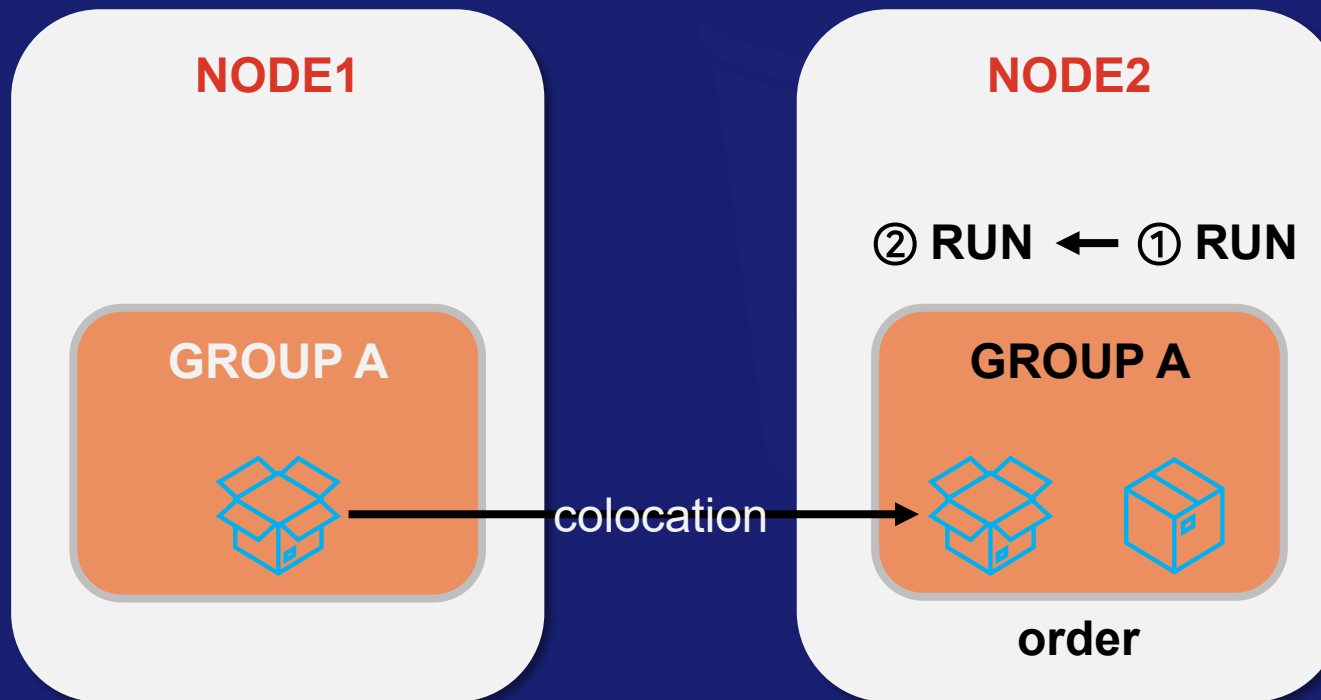 NODE1
NODE2
② RUN ← ① RUN
GROUP A
GROUP A
colocation
order